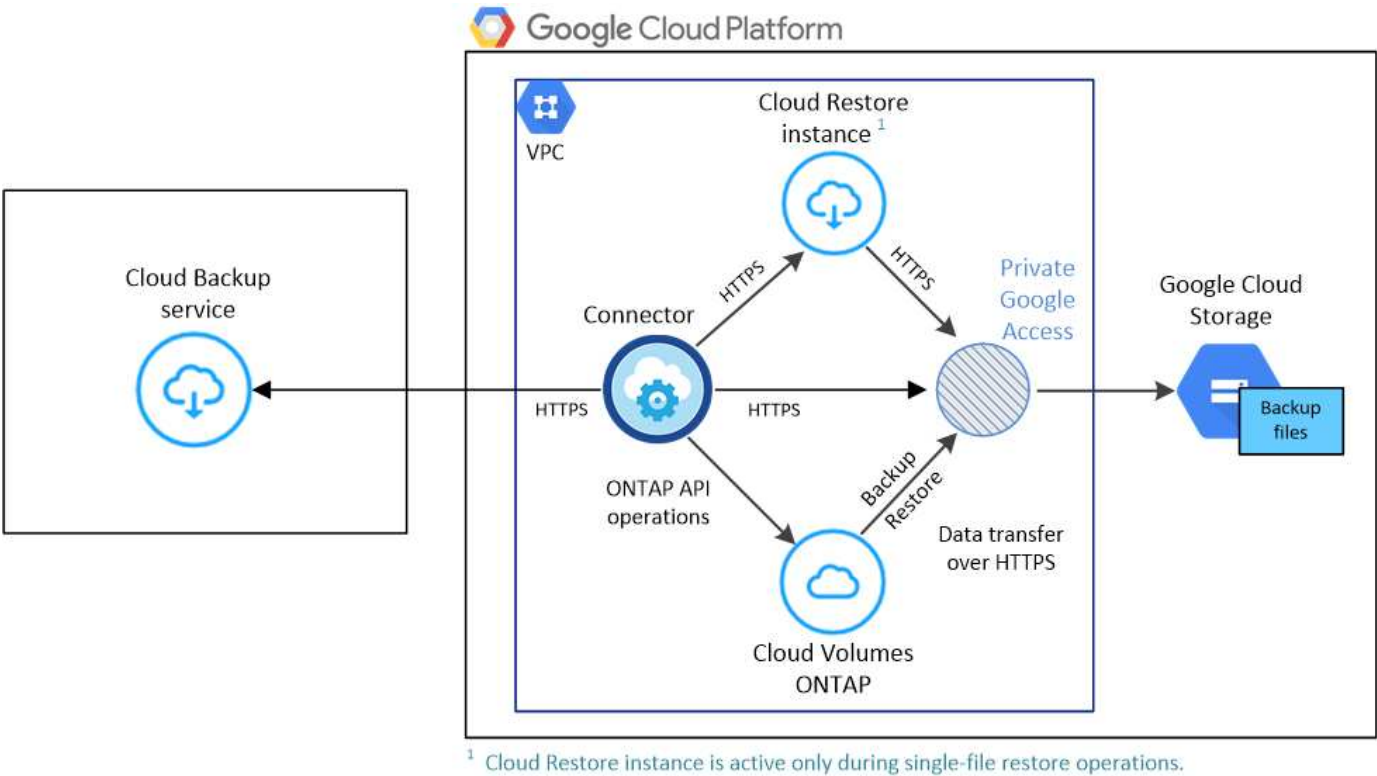 Google Cloud Platform
VPC
Cloud Restore
instance 1
Cloud Backup
service
HTTPS
HTTPS
Private
Google
Access
Google Cloud
Storage
Connector
HTTPS
HTTPS
Backup
files
ONTAP API
operations
Backup
Restore
Data transfer
over HTTPS
Cloud Volumes
ONTAP
1 Cloud Restore instance is active only during single-file restore operations.